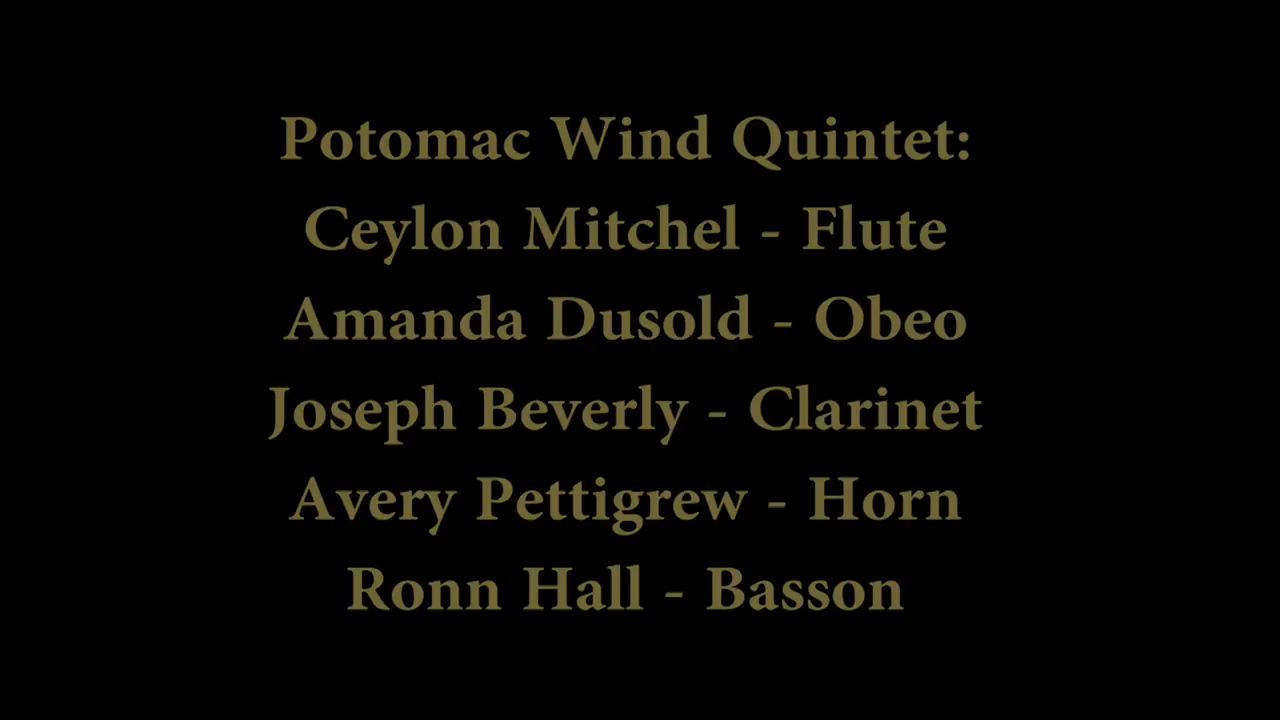 Potomac Wind Quintet:
Ceylon Mitchel - Flute
Amanda Dusold - Obeo
Joseph Beverly - Clarinet
Avery Pettigrew - Horn
Ronn Hall - Basson